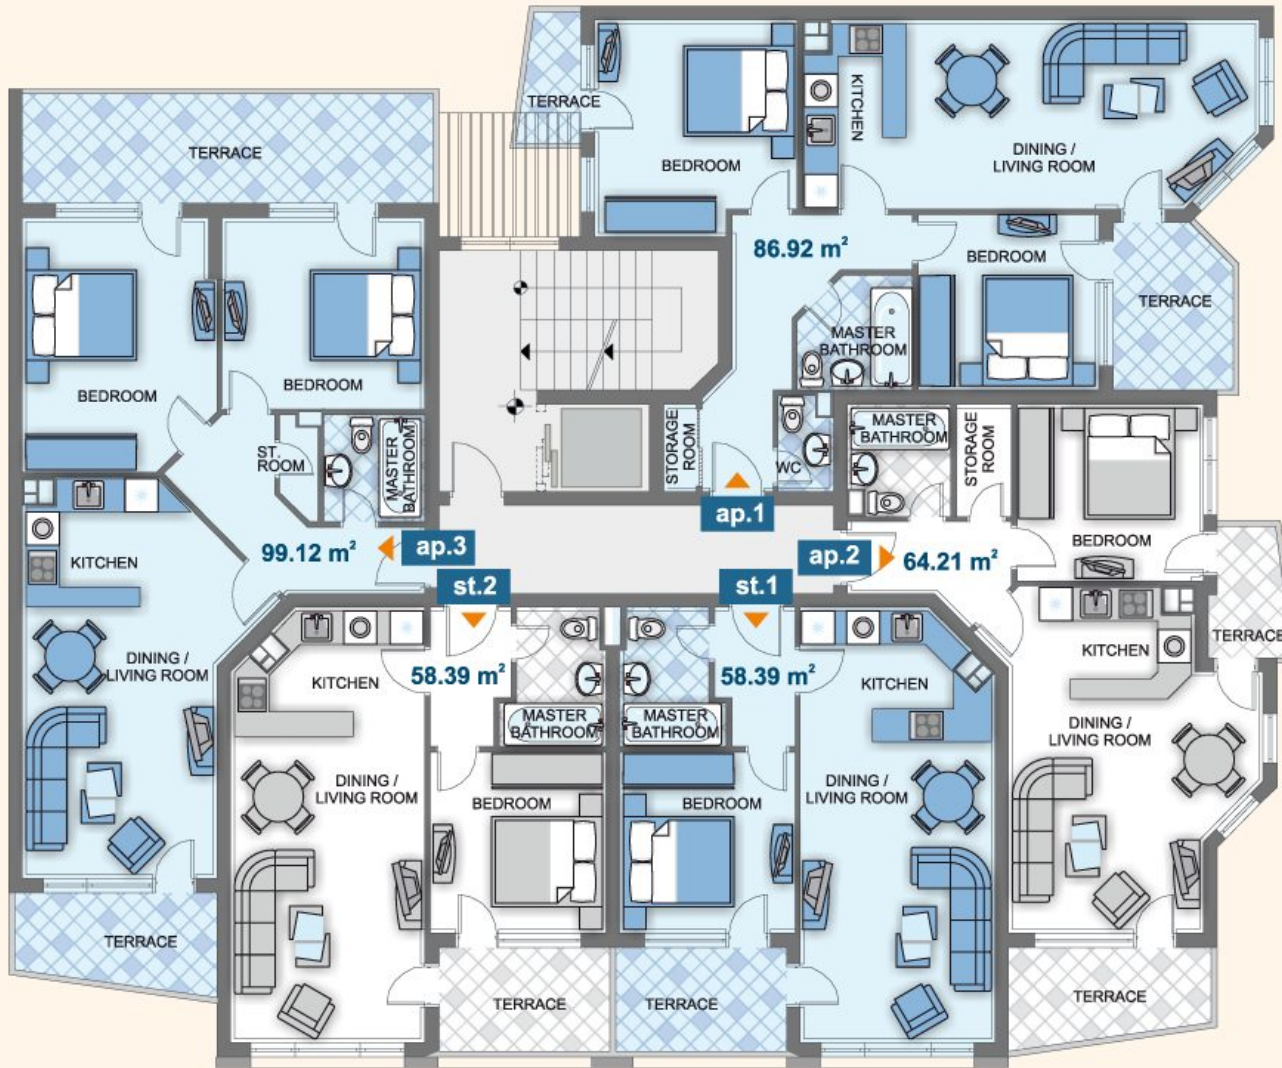 TERRACE
BEDROOM
KITCHEN
DINING /
LIVING ROOM
TERRACE
86.92 m²
BEDROOM
TERRACE
MASTER
BATHROOM
BEDROOM
BEDROOM
ST.
ROOM
MASTER
BATHROOM
STORAGE
ROOM
WC
MASTER
BATHROOM
STORAGE
ROOM
ap.1
BEDROOM
99.12 m²
ap.3
ap.2
64.21 m²
KITCHEN
st.2
st.1
TERRACE
DINING /
LIVING ROOM
KITCHEN
58.39 m²
58.39 m²
KITCHEN
KITCHEN
MASTER
BATHROOM
MASTER
BATHROOM
DINING /
LIVING ROOM
DINING /
LIVING ROOM
BEDROOM
BEDROOM
DINING /
LIVING ROOM
TERRACE
TERRACE
TERRACE
TERRACE